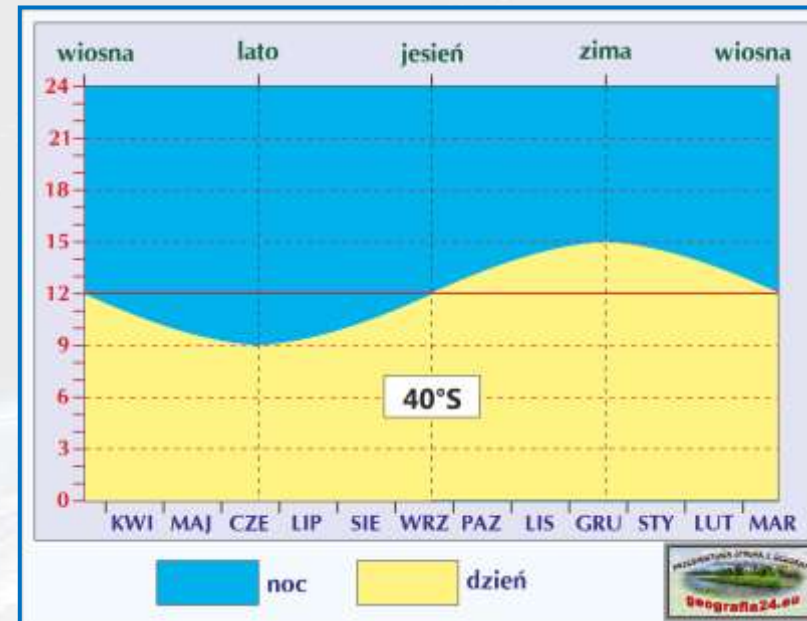 wiosna lato jesień zima wiosna
24
21
18
15
12
9
6
3
0
40°S
KWI MAJ CZE LIP SIE WRZ PAZ LIS GRU STY LUT MAR
noc dzień
geografia24.eu